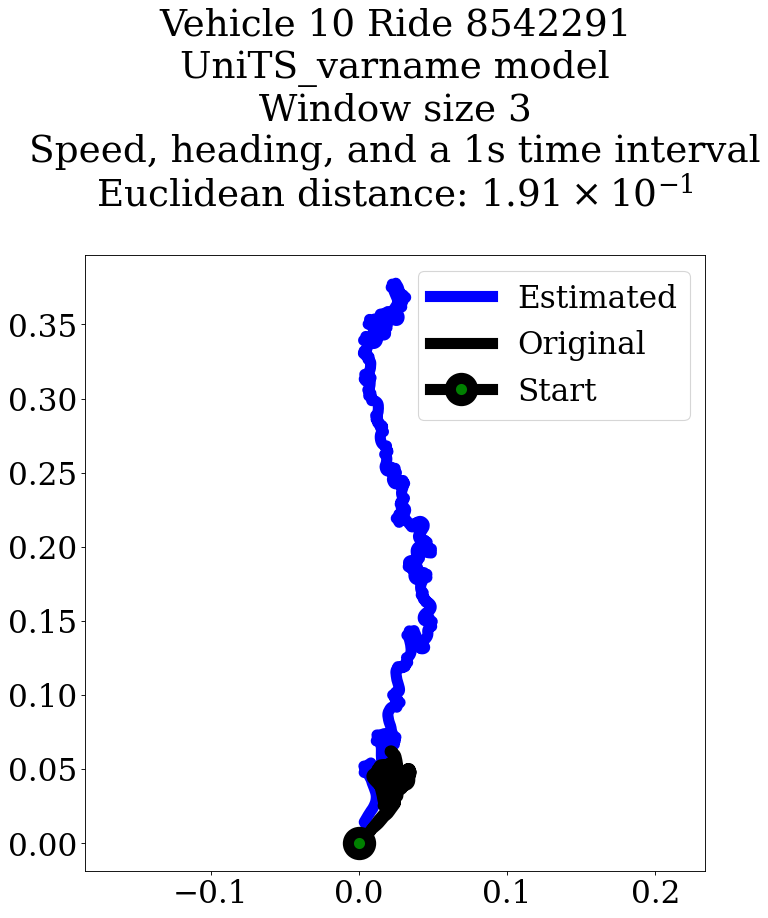 Vehicle 10 Ride 8542291
UniTS_varname model
Window size 3
Speed, heading, and a 1s time interval
Euclidean distance: 1.91 × 10⁻¹
Estimated
Original
Start
0.35
0.30
0.25
0.20
0.15
0.10
0.05
0.00
−0.1 0.0 0.1 0.2